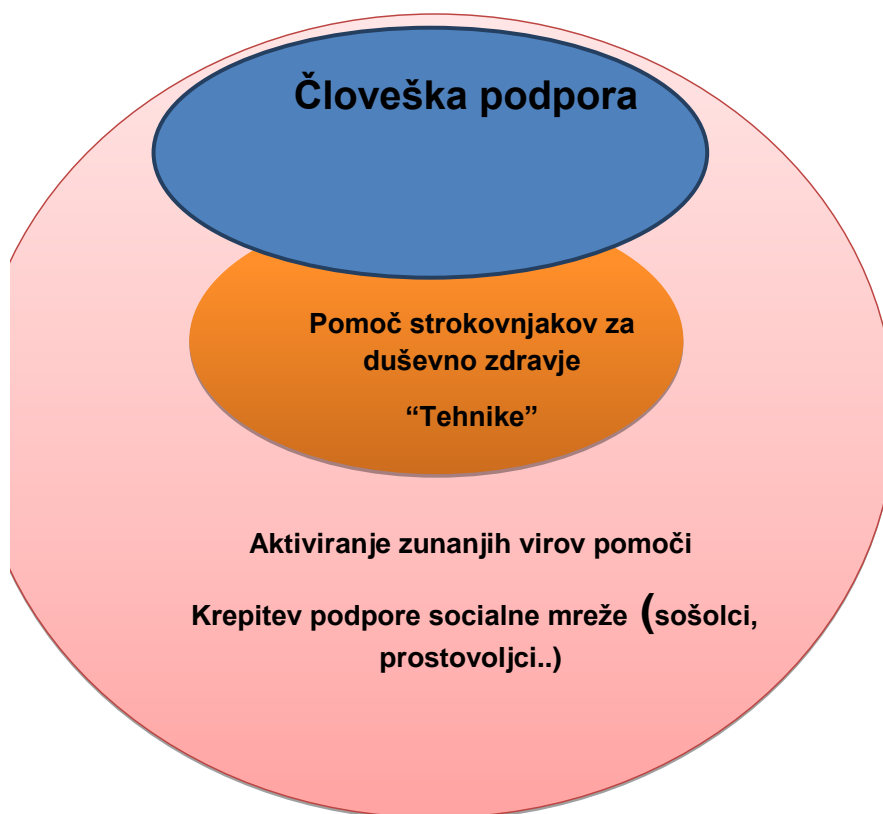 Človeška podpora
Pomoč strokovnjakov za
duševno zdravje
“Tehnike”
Aktiviranje zunanjih virov pomoči
Krepitev podpore socialne mreže (sošolci,
prostovoljci..)